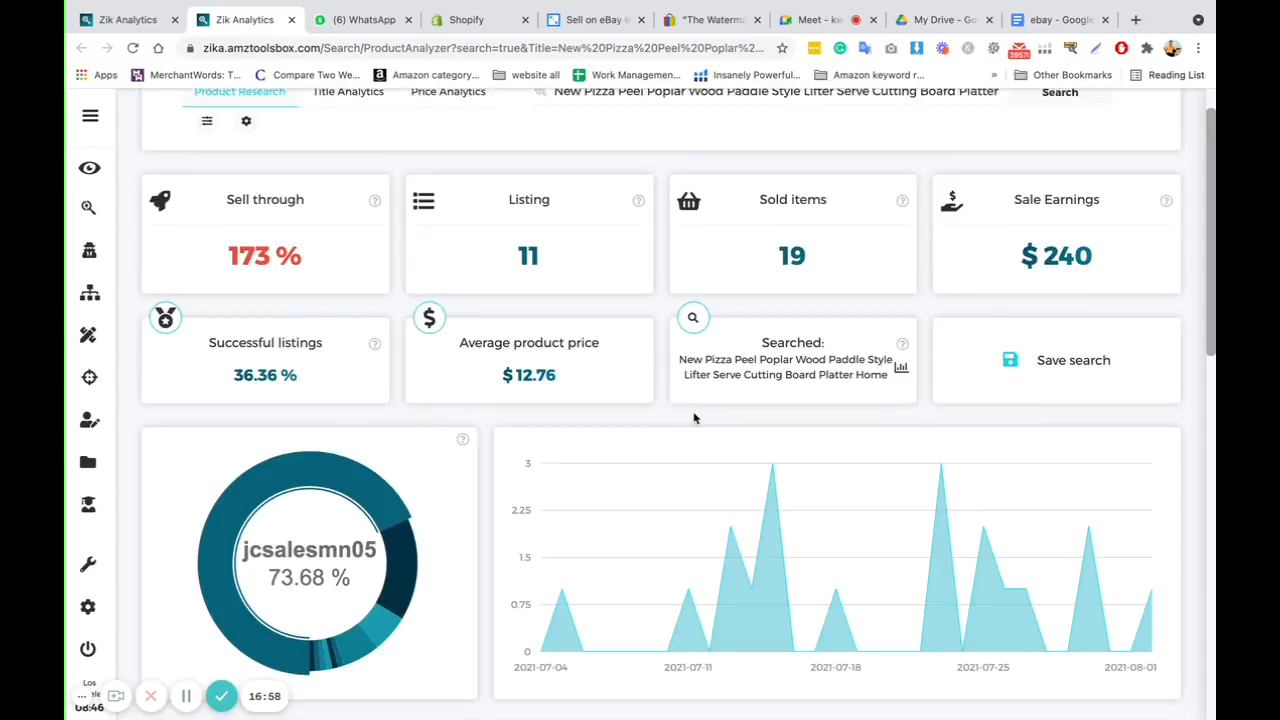 Zik Analytics
Zik Analytics
(6) WhatsApp
Shopify
Sell on eBay w
"The Waterma
Meet - kw
My Drive - Go
ebay - Google
zika.amztoolsbox.com/Search/ProductAnalyzer?search=true&Title=New%20Pizza%20Peel%20Poplar%2...
3957
Apps
MerchantWords: T...
Compare Two We...
Amazon category...
website all
Work Managemen...
Insanely Powerful...
Amazon keyword r...
»
Other Bookmarks
Reading List
Product Research
Title Analytics
Price Analytics
New Pizza Peel Poplar Wood Paddle Style Lifter Serve Cutting Board Platter
Search
Sell through
173 %
Listing
11
Sold items
19
Sale Earnings
$ 240
Successful listings
36.36 %
Average product price
$ 12.76
Searched:
New Pizza Peel Poplar Wood Paddle Style
Lifter Serve Cutting Board Platter Home
Save search
jcsalesmn05
73.68 %
3
2.25
1.5
0.75
0
2021-07-04
2021-07-11
2021-07-18
2021-07-25
2021-08-01
Los
08:46
16:58